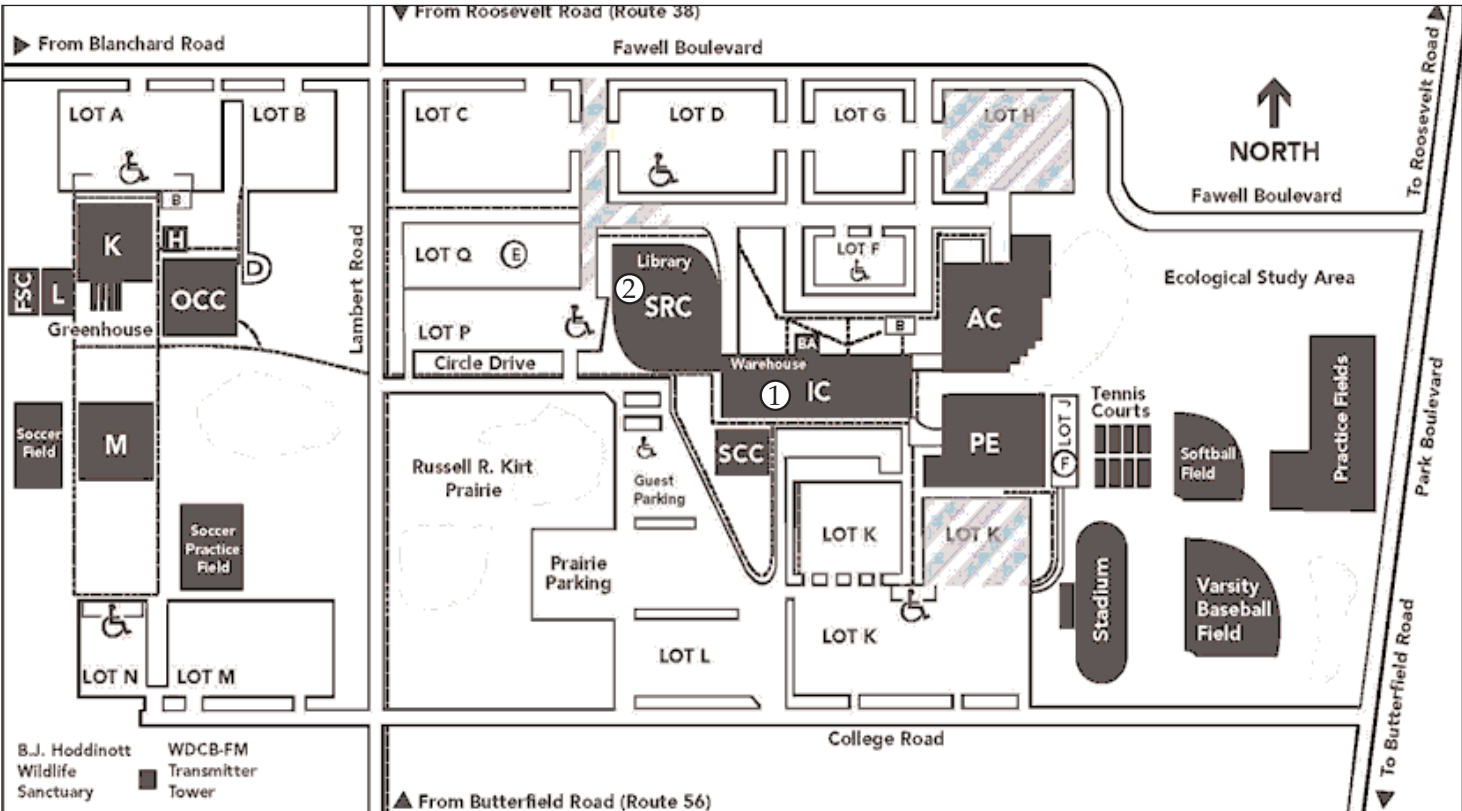 From Roosevelt Road (Route 38)
From Blanchard Road
Fawell Boulevard
To Roosevelt Road
LOT A
LOT B
LOT C
LOT D
LOT G
LOT H
NORTH
Fawell Boulevard
B
K
H
D
FSC
L
OCC
Greenhouse
Lambert Road
LOT Q
E
LOT P
Circle Drive
Library
2
SRC
LOT F
B
BA
AC
Ecological Study Area
Warehouse
1
IC
Soccer
Field
M
Soccer
Practice
Field
Russell R. Kirt
Prairie
Guest
Parking
SCC
PE
LOT J
F
Tennis
Courts
Softball
Field
Practice Fields
Park Boulevard
Prairie
Parking
LOT K
LOT K
LOT K
LOT L
Stadium
Varsity
Baseball
Field
LOT N
LOT M
College Road
To Butterfield Road
B.J. Hoddinott
Wildlife
Sanctuary
WDCB-FM
Transmitter
Tower
From Butterfield Road (Route 56)